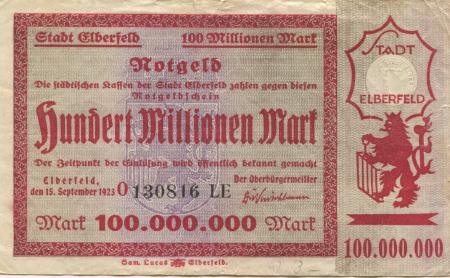 Stadt Elberfeld 100 Millionen Mark
Notgeld
Die städtischen Kassen der Stadt Elberfeld zahlen gegen diesen
Notgeldschein
Hundert Millionen Mark
Der Zeitpunkt der Einlösung wird öffentlich bekannt gemacht
Elberfeld,
den 15. September 1923
O 130816 LE
Der Oberbürgermeister
Mark 100.000.000 Mark
Sam. Lucas Elberfeld.
STADT
ELBERFELD
100.000.000